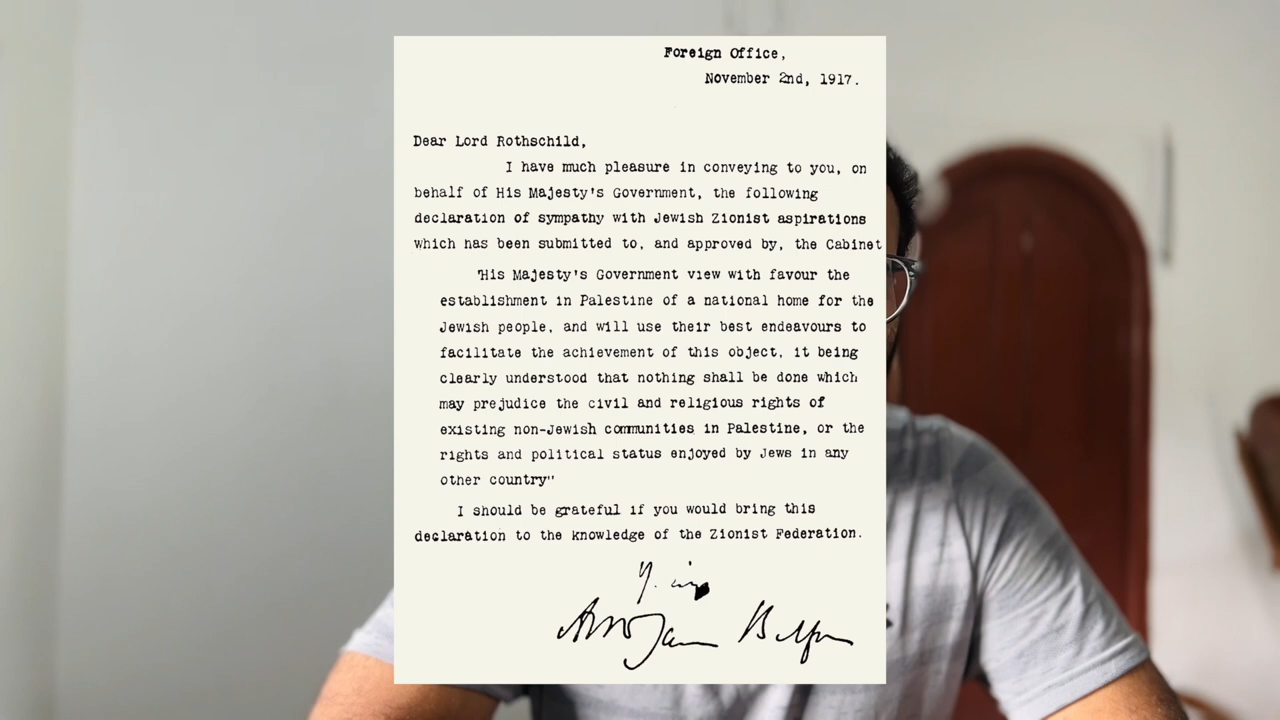 Foreign Office,
November 2nd, 1917.
Dear Lord Rothschild,
I have much pleasure in conveying to you, on
behalf of His Majesty's Government, the following
declaration of sympathy with Jewish Zionist aspirations
which has been submitted to, and approved by, the Cabinet
"His Majesty's Government view with favour the
establishment in Palestine of a national home for the
Jewish people, and will use their best endeavours to
facilitate the achievement of this object, it being
clearly understood that nothing shall be done which
may prejudice the civil and religious rights of
existing non-Jewish communities in Palestine, or the
rights and political status enjoyed by Jews in any
other country"
I should be grateful if you would bring this
declaration to the knowledge of the Zionist Federation.